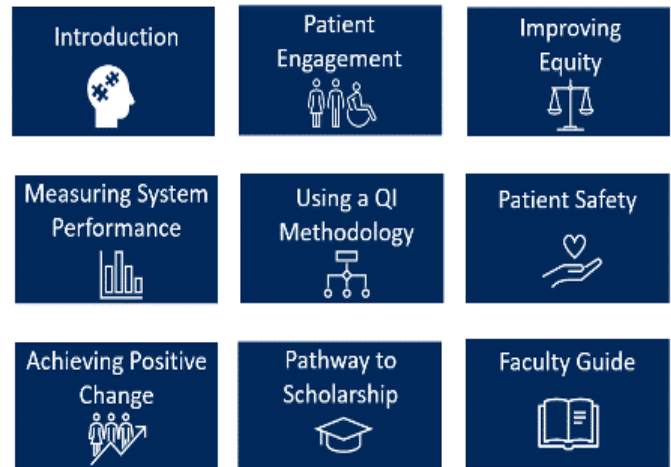 Introduction
Patient
Engagement
Improving
Equity
Measuring System
Performance
Using a QI
Methodology
Patient Safety
Achieving Positive
Change
Pathway to
Scholarship
Faculty Guide